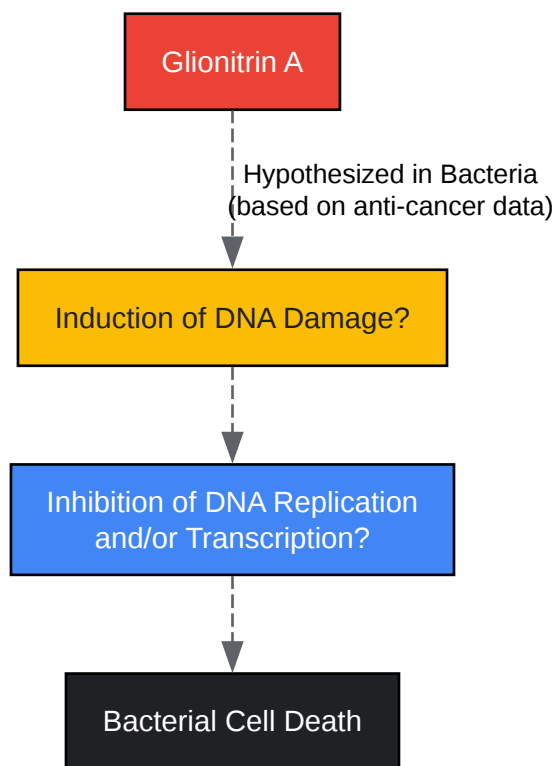 Glionitrin A
Hypothesized in Bacteria
(based on anti-cancer data)
Induction of DNA Damage?
Inhibition of DNA Replication
and/or Transcription?
Bacterial Cell Death